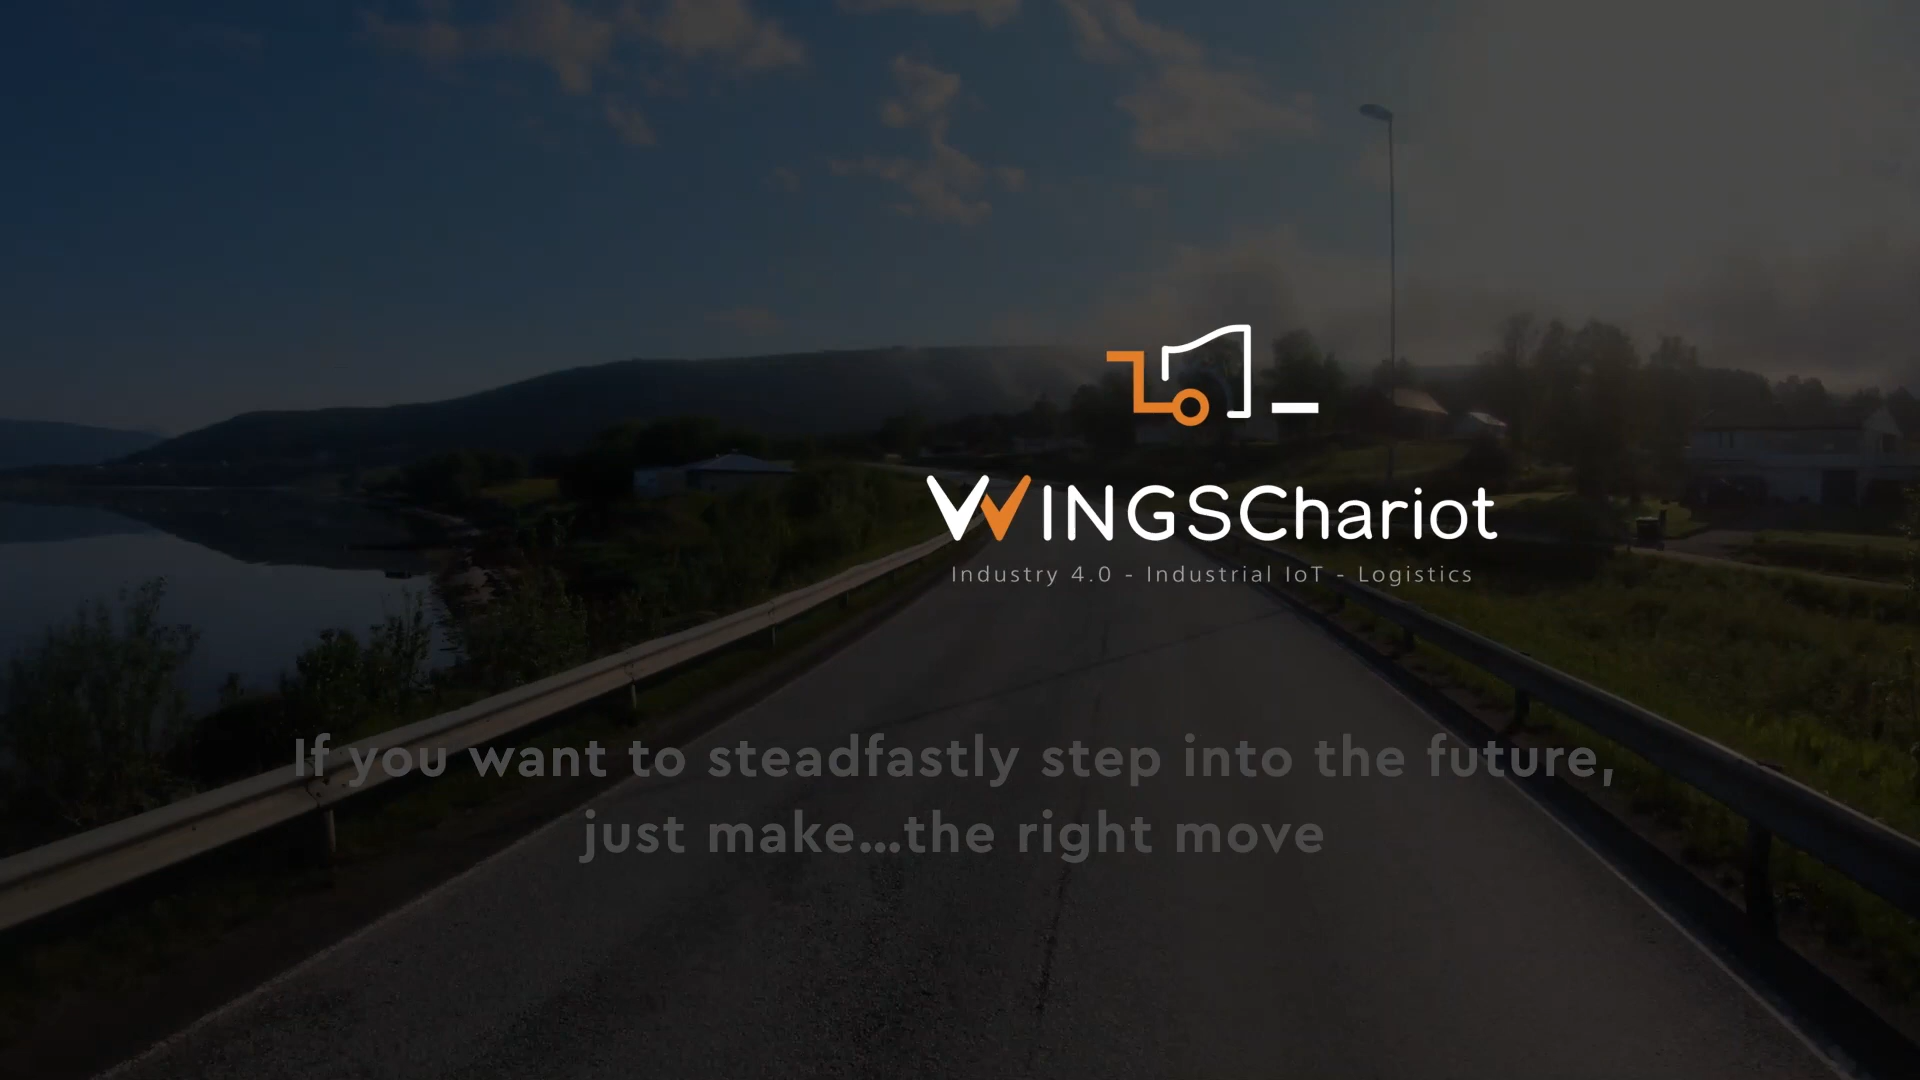 WINGSChariot
Industry 4.0 - Industrial IoT - Logistics
If you want to steadfastly step into the future,
just make...the right move